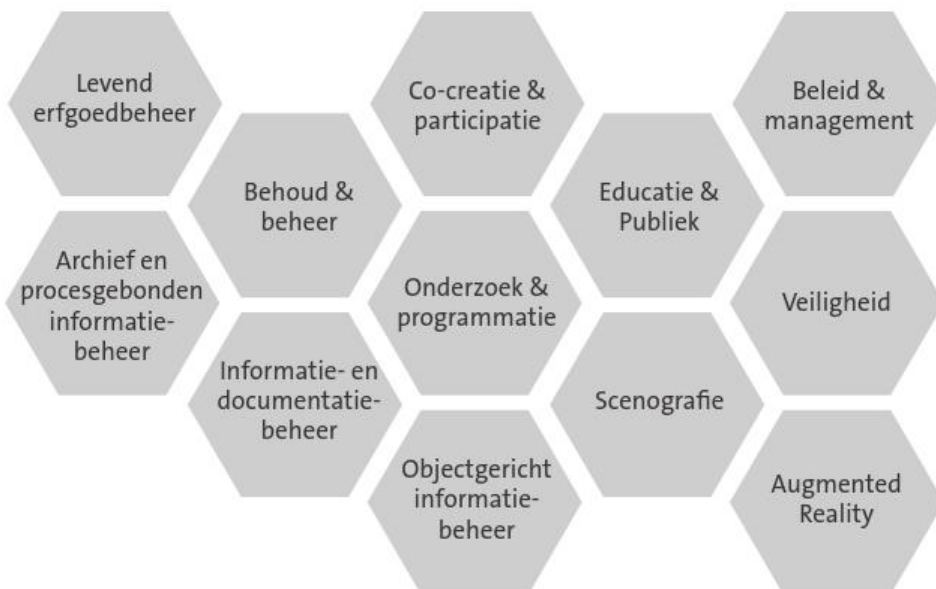 Levend
erfgoedbeheer
Co-creatie &
participatie
Beleid &
management
Behoud &
beheer
Educatie &
Publiek
Archief en
procesgebonden
informatie-
beheer
Onderzoek &
programmatie
Veiligheid
Informatie- en
documentatie-
beheer
Scenografie
Objectgericht
informatie-
beheer
Augmented
Reality